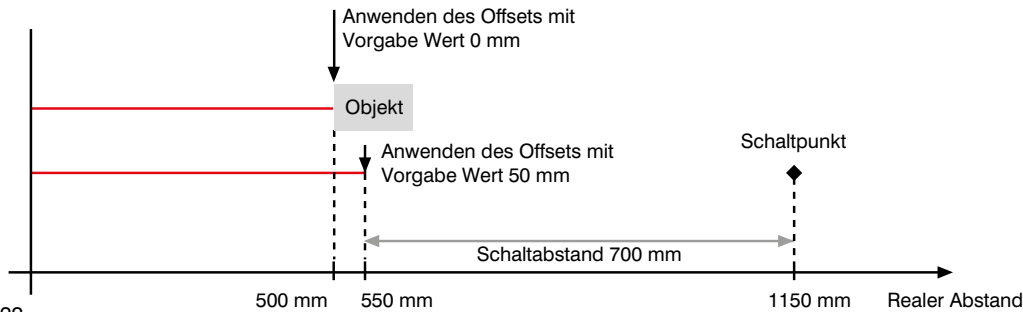 Anwenden des Offsets mit
Vorgabe Wert 0 mm
Objekt
Anwenden des Offsets mit
Vorgabe Wert 50 mm
Schaltpunkt
Schaltabstand 700 mm
500 mm
550 mm
1150 mm
Realer Abstand